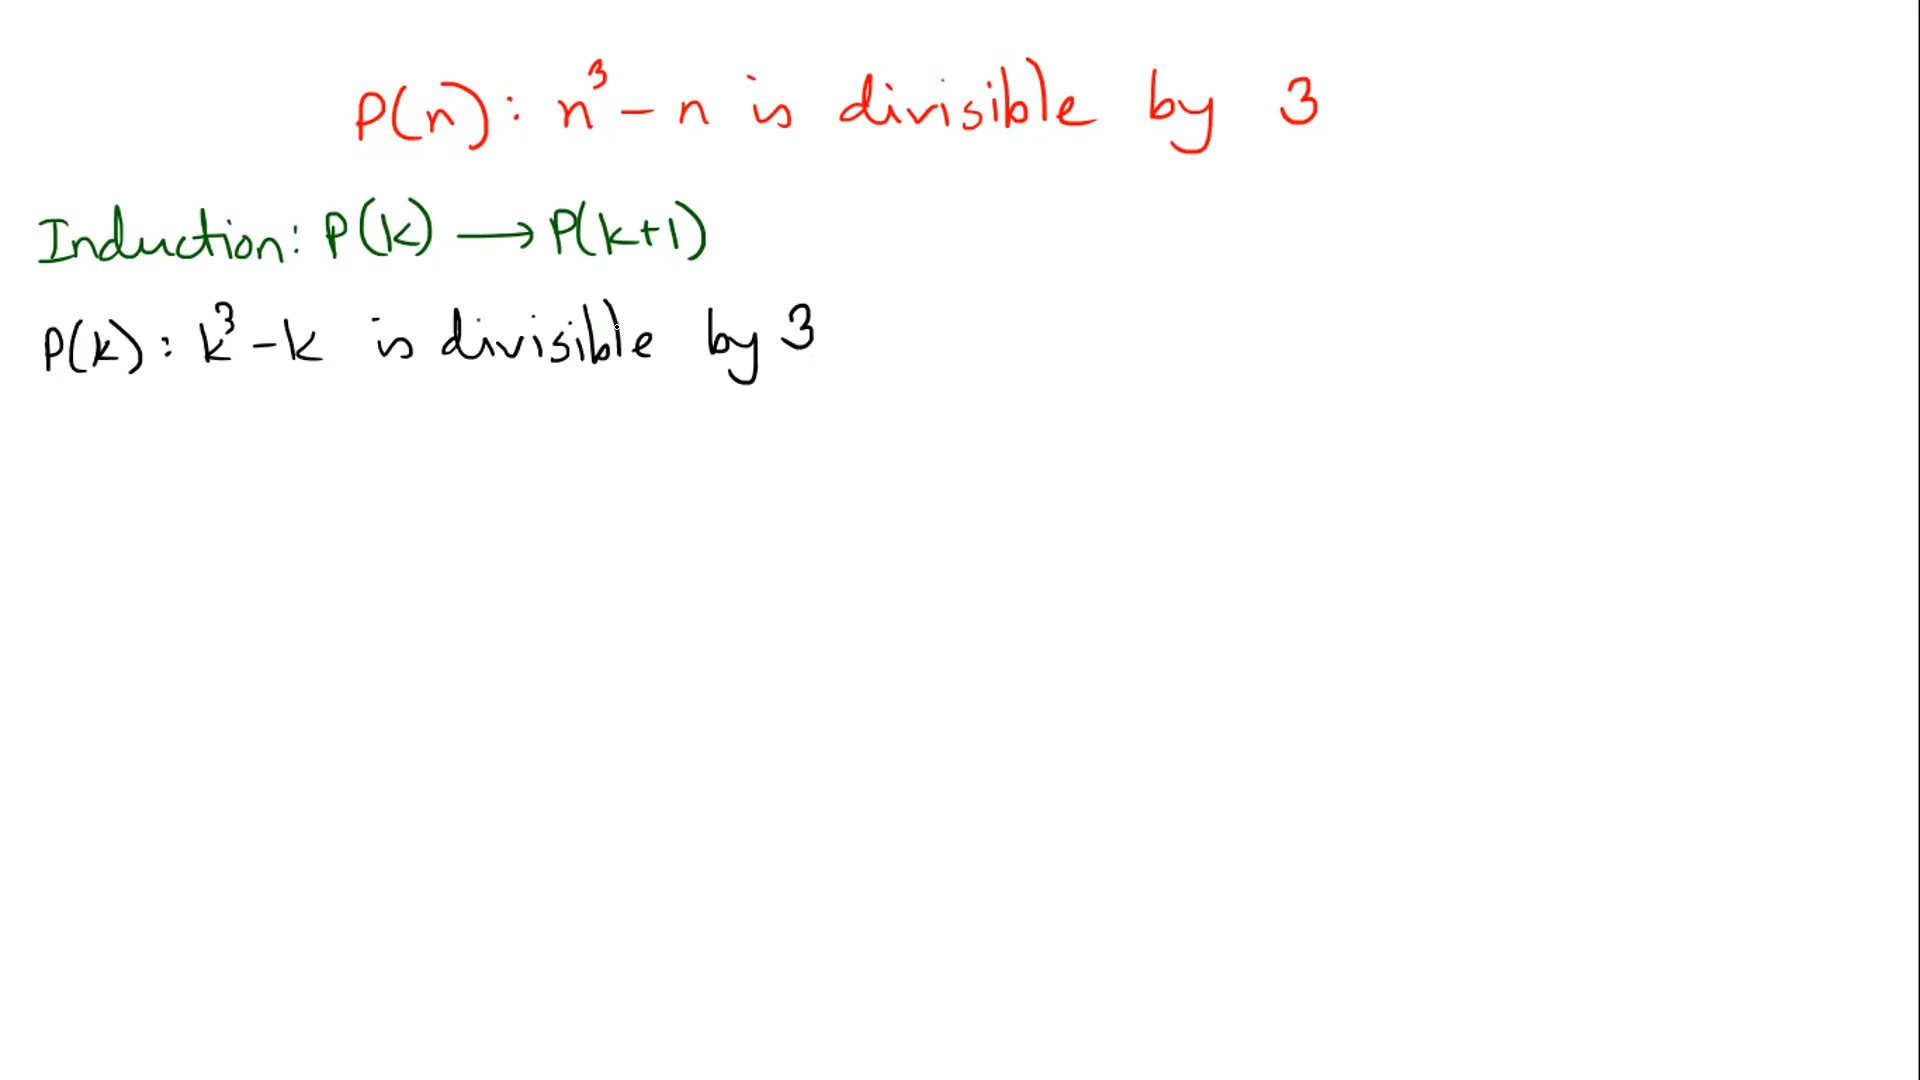 P(n): n³ - n is divisible by 3
Induction: P(k) → P(k+1)
P(k): k³ - k is divisible by 3